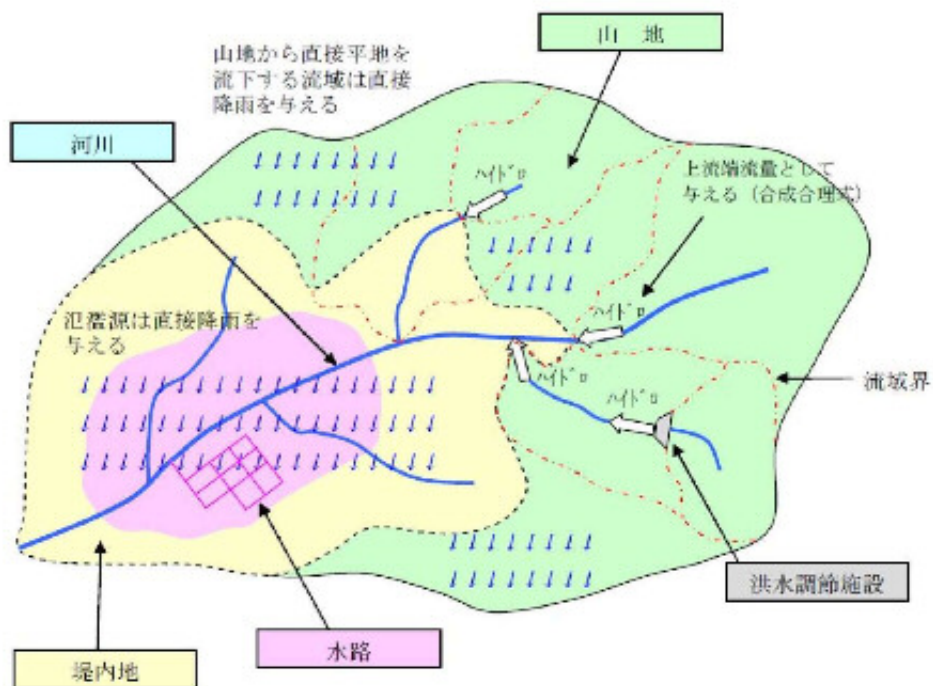 山　地
山地から直接平地を
流下する流域は直接
降雨を与える
河川
ﾊｲﾄﾞﾛ
上流端流量として
与える（合成合理式）
ﾊｲﾄﾞﾛ
氾濫源は直接降雨を
与える
ﾊｲﾄﾞﾛ
ﾊｲﾄﾞﾛ
流域界
洪水調節施設
水路
堤内地